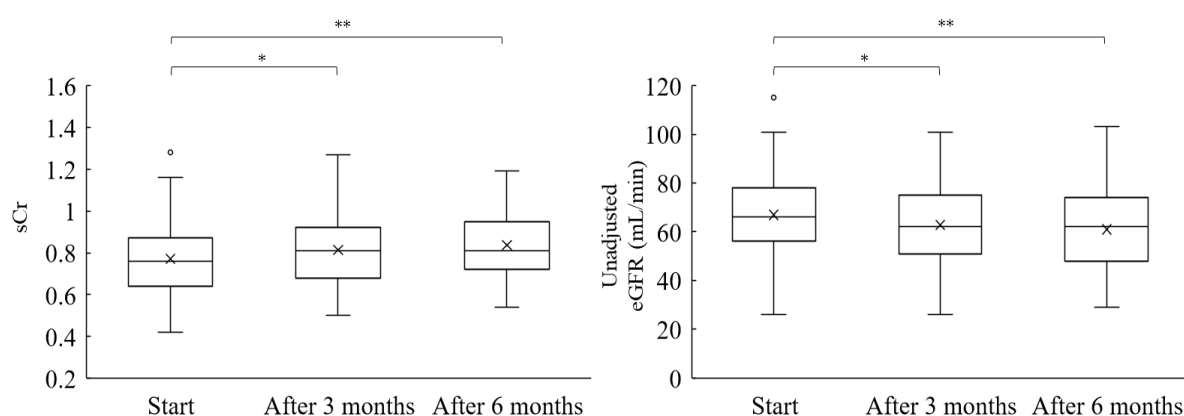 **
*
1.6
1.4
1.2
1
0.8
0.6
0.4
0.2
sCr
Start
After 3 months
After 6 months
**
*
120
100
80
60
40
20
0
Unadjusted
eGFR (mL/min)
Start
After 3 months
After 6 months